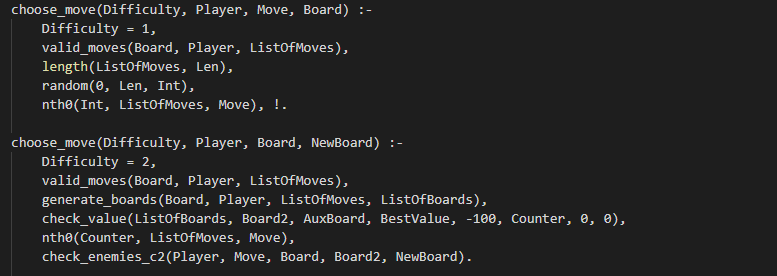 choose_move(Difficulty, Player, Move, Board) :-
Difficulty = 1,
valid_moves(Board, Player, ListOfMoves),
length(ListOfMoves, Len),
random(0, Len, Int),
nth0(Int, ListOfMoves, Move), !.
choose_move(Difficulty, Player, Board, NewBoard) :-
Difficulty = 2,
valid_moves(Board, Player, ListOfMoves),
generate_boards(Board, Player, ListOfMoves, ListOfBoards),
check_value(ListOfBoards, Board2, AuxBoard, BestValue, -100, Counter, 0, 0),
nth0(Counter, ListOfMoves, Move),
check_enemies_c2(Player, Move, Board, Board2, NewBoard).